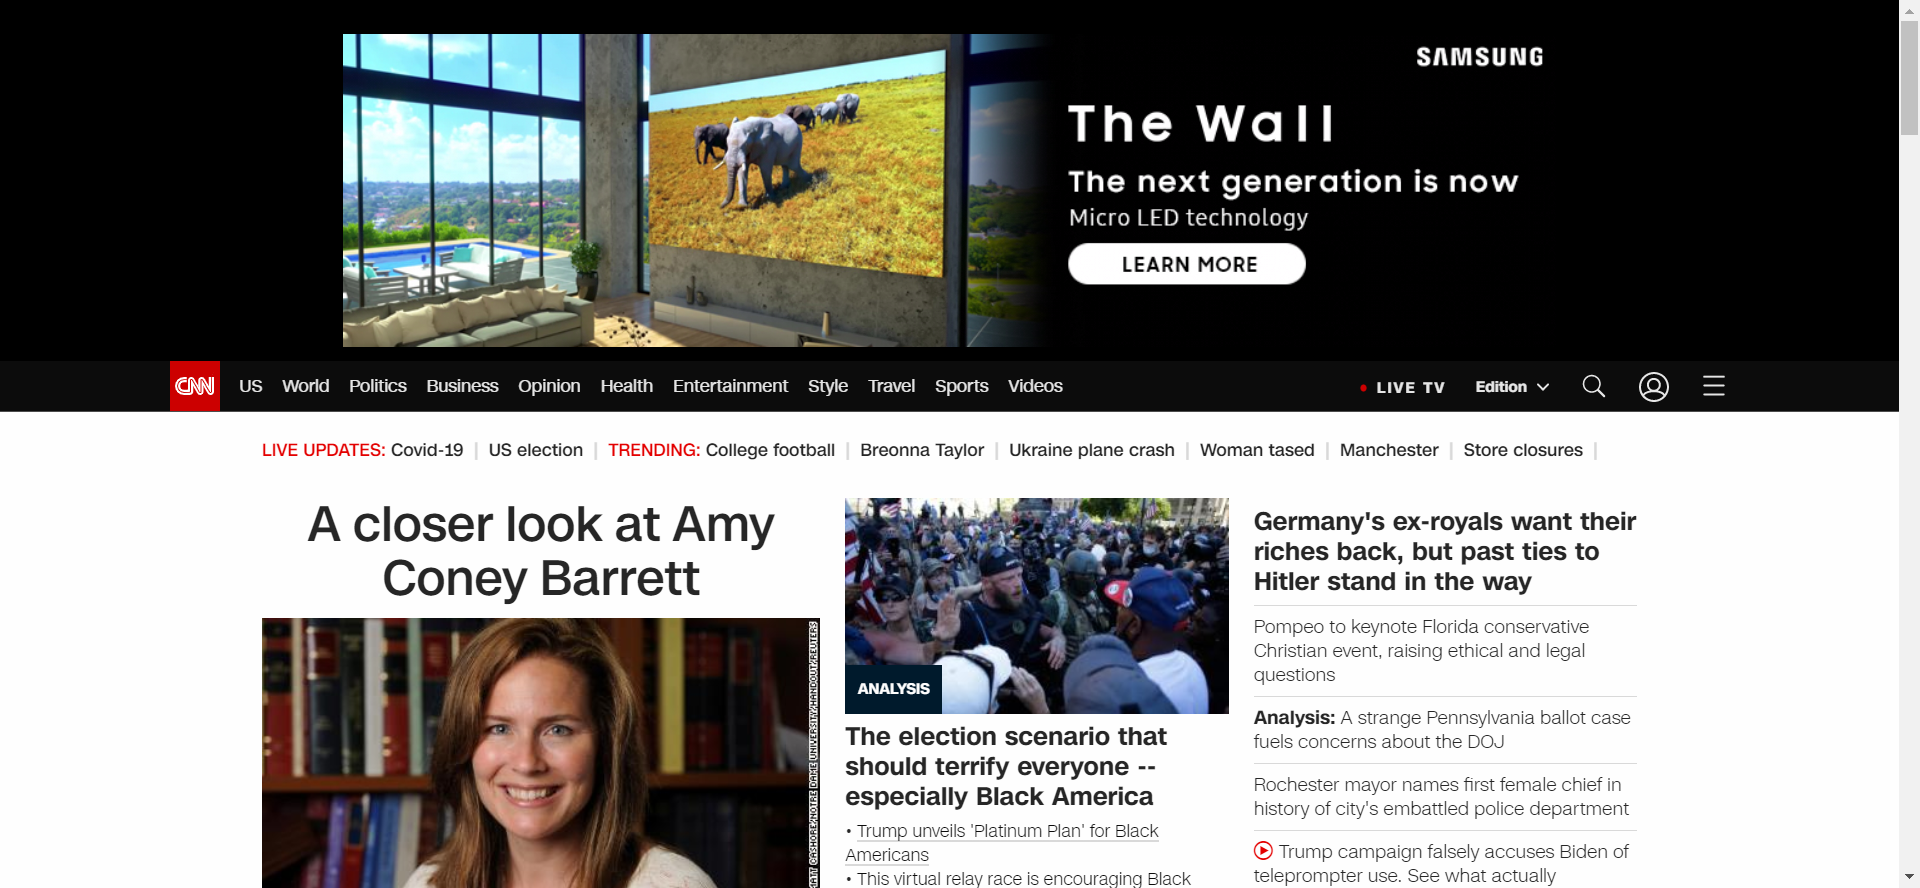 SAMSUNG
The Wall
The next generation is now
Micro LED technology
LEARN MORE
CNN US World Politics Business Opinion Health Entertainment Style Travel Sports Videos LIVE TV Edition
LIVE UPDATES: Covid-19 | US election | TRENDING: College football | Breonna Taylor | Ukraine plane crash | Woman tased | Manchester | Store closures |
A closer look at Amy
Coney Barrett
MATT CASHORE/NOTRE DAME UNIVERSITY/HANDOUT/REUTERS
ANALYSIS
The election scenario that
should terrify everyone --
especially Black America
• Trump unveils 'Platinum Plan' for Black
Americans
• This virtual relay race is encouraging Black
Germany's ex-royals want their
riches back, but past ties to
Hitler stand in the way
Pompeo to keynote Florida conservative
Christian event, raising ethical and legal
questions
Analysis: A strange Pennsylvania ballot case
fuels concerns about the DOJ
Rochester mayor names first female chief in
history of city's embattled police department
Trump campaign falsely accuses Biden of
teleprompter use. See what actually